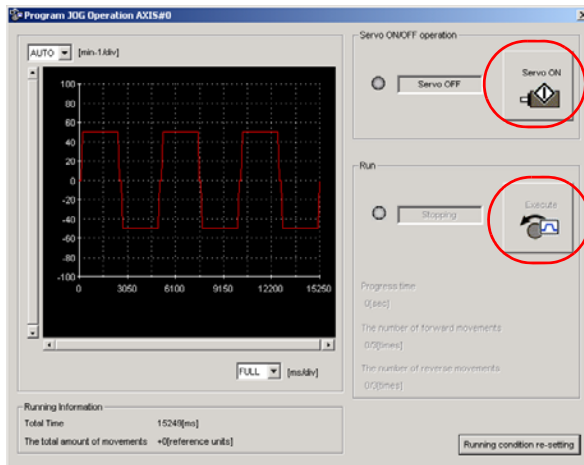 Program JOG Operation AXIS#0
AUTO [min-1/div]
100
80
60
40
20
0
-20
-40
-60
-80
-100
0 3050 6100 9150 12200 15250
FULL [ms/div]
Running Information
Total Time 15249[ms]
The total amount of movements +0[reference units]
Servo ON/OFF operation
Servo OFF
Servo ON
Run
Stopping
Execute
Progress time
0[sec]
The number of forward movements
0/3[times]
The number of reverse movements
0/3[times]
Running condition re-setting